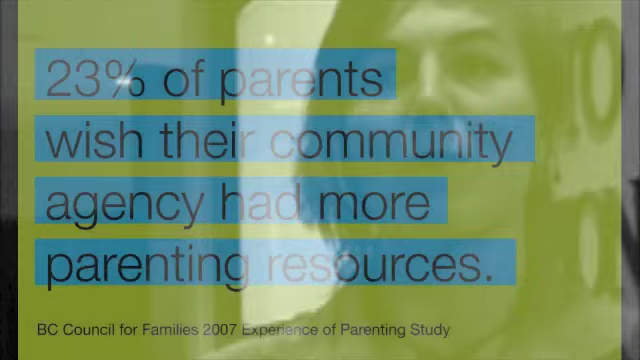 23% of parents
wish their community
agency had more
parenting resources.
BC Council for Families 2007 Experience of Parenting Study